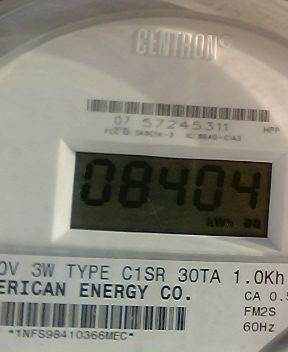 CENTRON
07 57245311
HPP
08404
kWh
0V 3W TYPE C1SR 30TA 1.0Kh
ERICAN ENERGY CO.
CA 0.5
FM2S
60Hz
*1NFS98410366MEC*